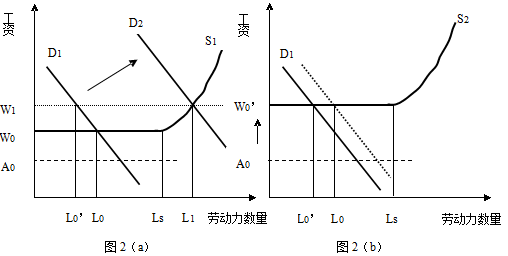 工资
D1
D2
S1
W1
W0
A0
L0′
L0
Ls
L1
劳动力数量
图 2（a）
工资
D1
S2
W0′
A0
L0′
L0
Ls
劳动力数量
图 2（b）